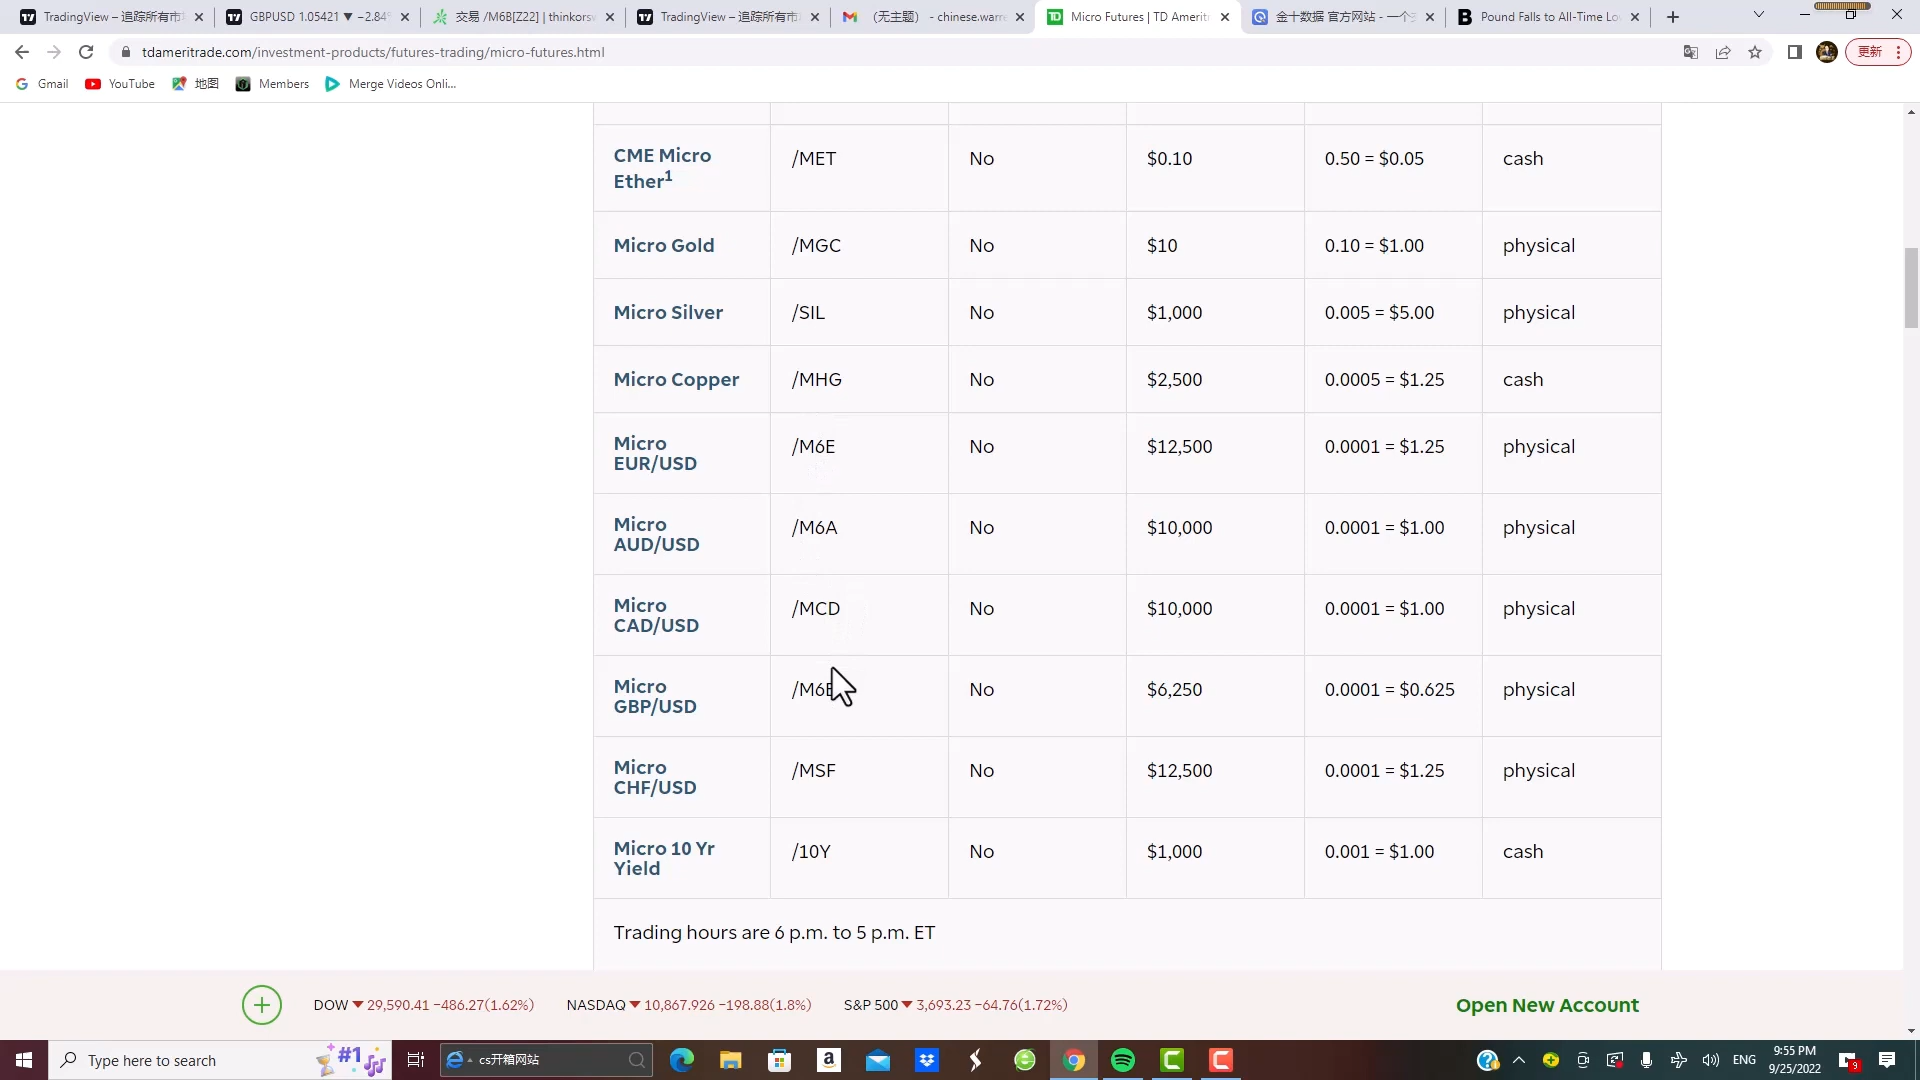 TradingView – 追踪所有市
GBPUSD 1.05421 ▼ −2.84
交易 /M6B[Z22] | thinkorsw
TradingView – 追踪所有市
(无主题) - chinese.warre
Micro Futures | TD Amerit
金十数据 官方网站 - 一个
Pound Falls to All-Time Lo
tdameritrade.com/investment-products/futures-trading/micro-futures.html
更新
Gmail
YouTube
地图
Members
Merge Videos Onli...
CME Micro Ether1 /MET No $0.10 0.50 = $0.05 cash
Micro Gold /MGC No $10 0.10 = $1.00 physical
Micro Silver /SIL No $1,000 0.005 = $5.00 physical
Micro Copper /MHG No $2,500 0.0005 = $1.25 cash
Micro EUR/USD /M6E No $12,500 0.0001 = $1.25 physical
Micro AUD/USD /M6A No $10,000 0.0001 = $1.00 physical
Micro CAD/USD /MCD No $10,000 0.0001 = $1.00 physical
Micro GBP/USD /M6B No $6,250 0.0001 = $0.625 physical
Micro CHF/USD /MSF No $12,500 0.0001 = $1.25 physical
Micro 10 Yr Yield /10Y No $1,000 0.001 = $1.00 cash
Trading hours are 6 p.m. to 5 p.m. ET
DOW ▼ 29,590.41 −486.27(1.62%) NASDAQ ▼ 10,867.926 −198.88(1.8%) S&P 500 ▼ 3,693.23 −64.76(1.72%)
Open New Account
Type here to search
#1
cs开箱网站
ENG
9:55 PM
9/25/2022
9